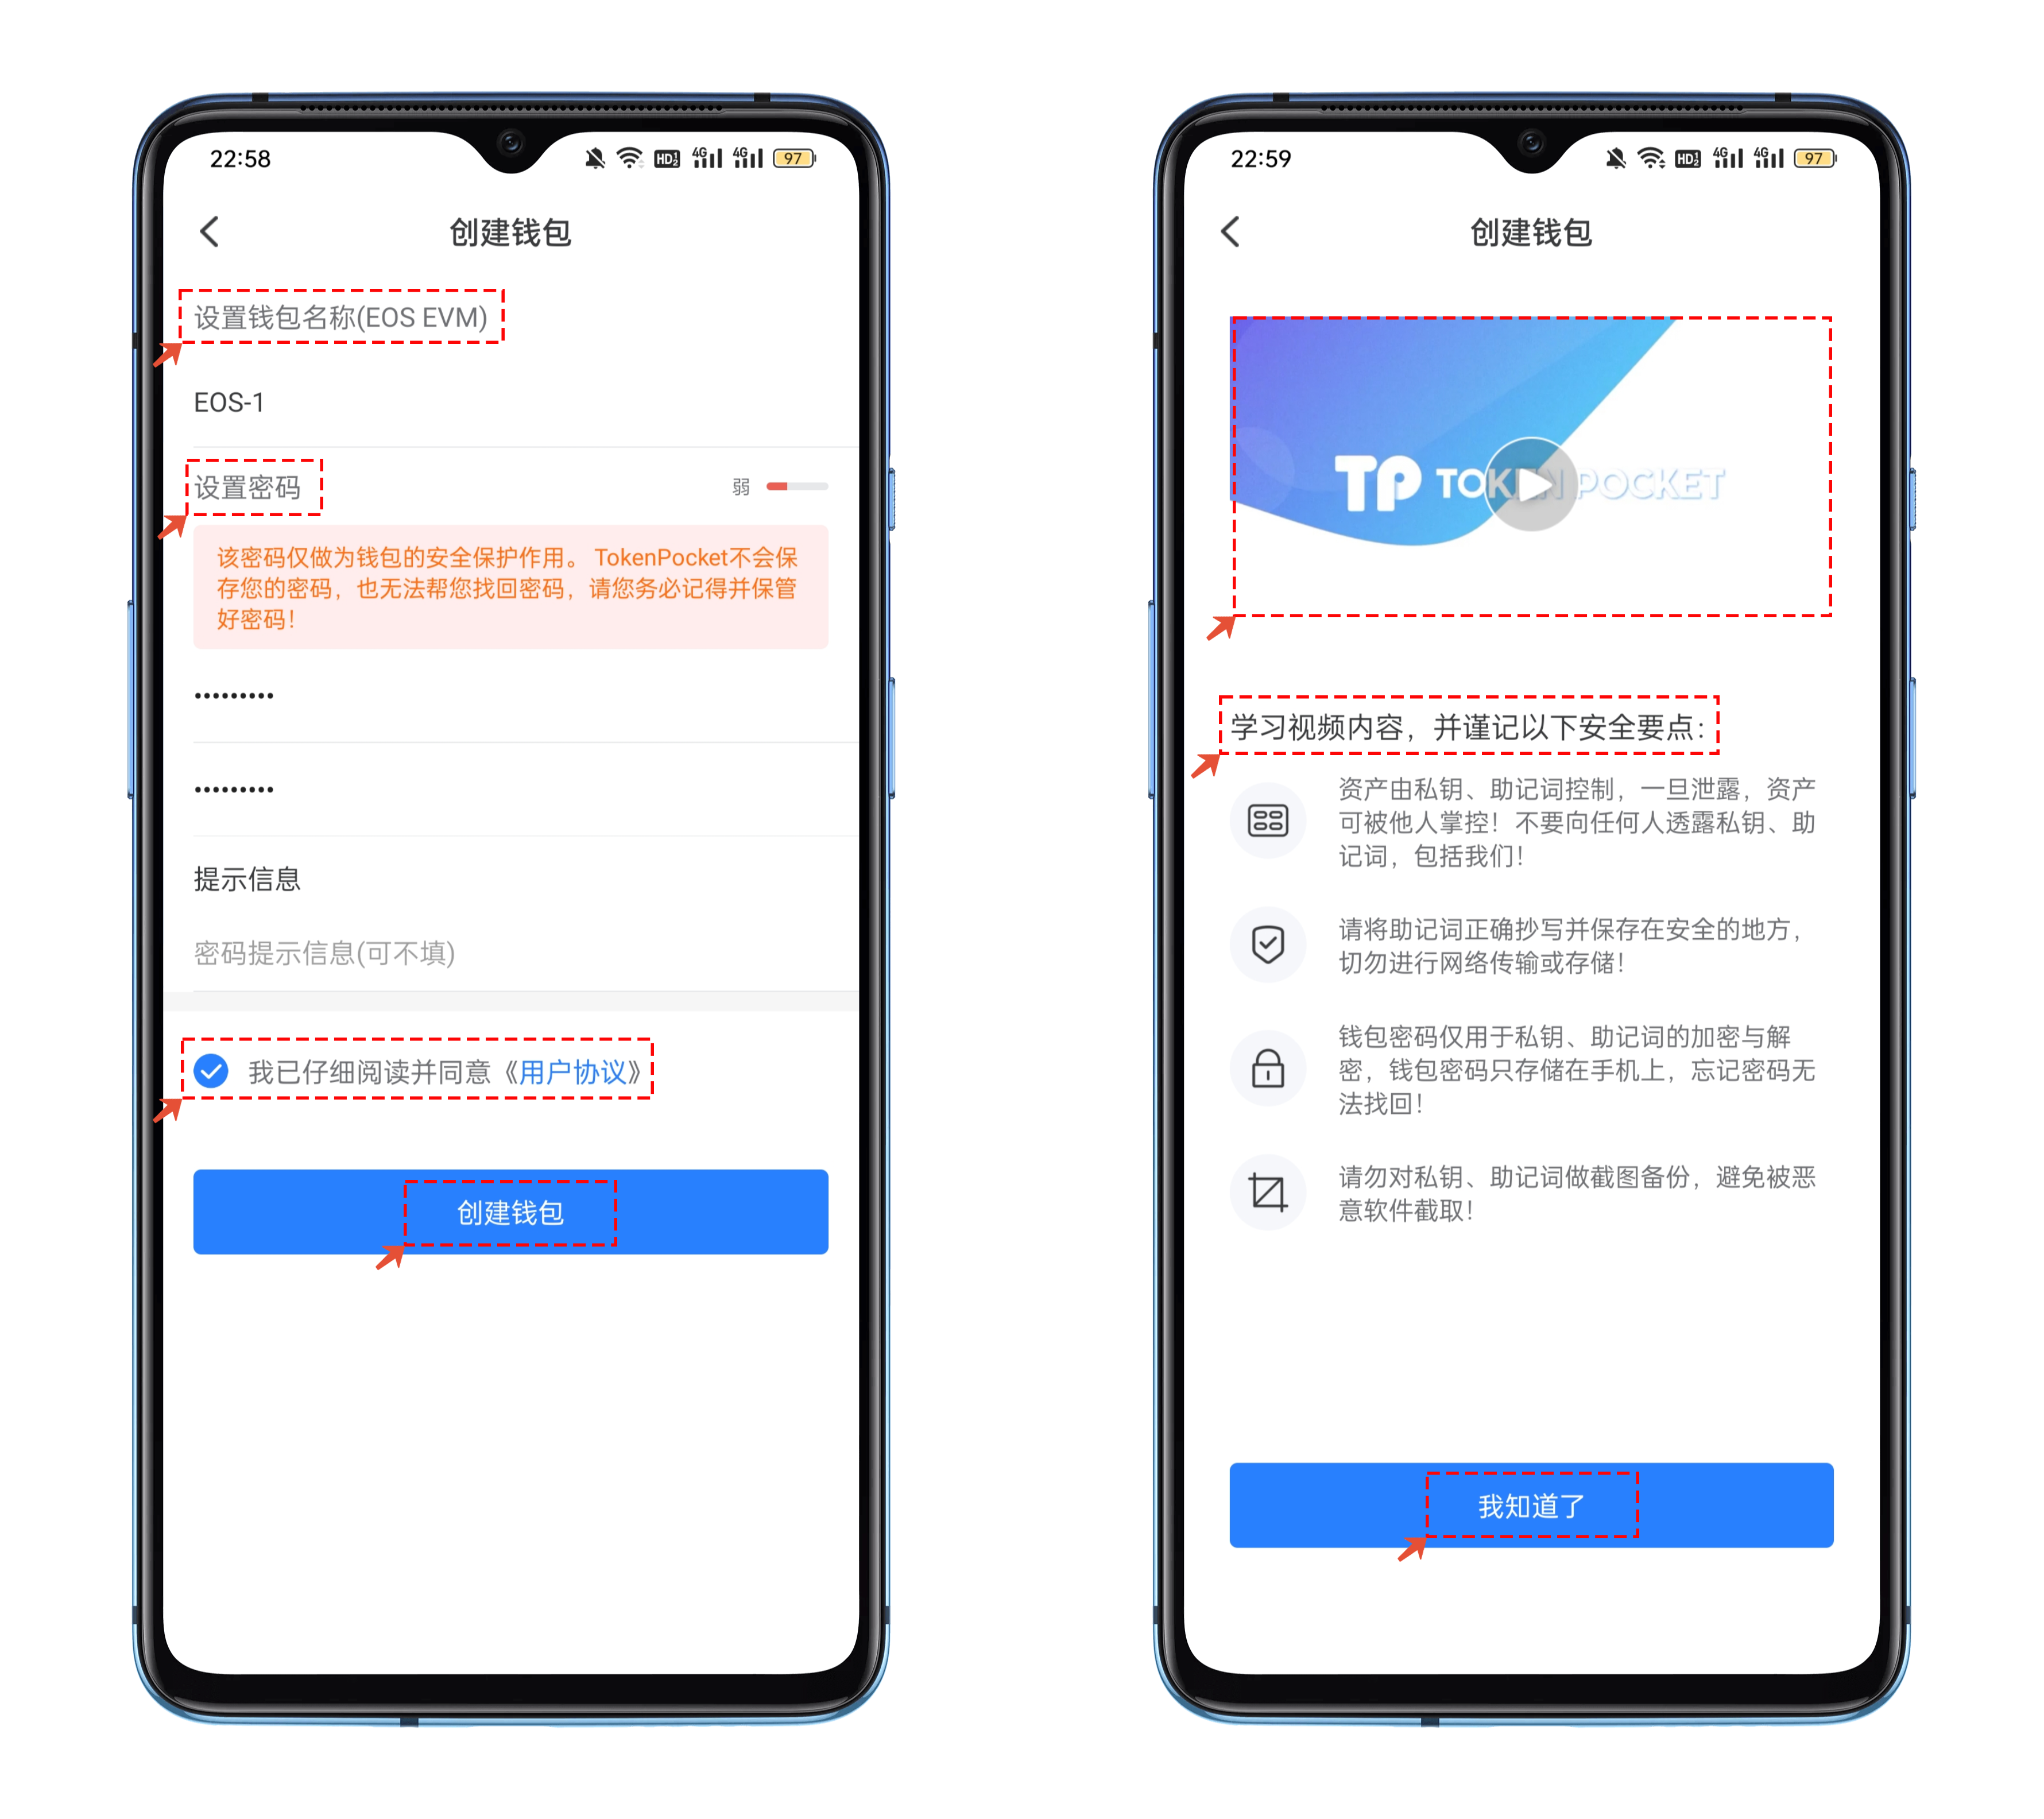 22:58
HD 1 2 4G 4G 97
创建钱包
设置钱包名称(EOS EVM)
EOS-1
设置密码
弱
该密码仅做为钱包的安全保护作用。 TokenPocket不会保
存您的密码，也无法帮您找回密码，请您务必记得并保管
好密码！
•••••••••
•••••••••
提示信息
密码提示信息(可不填)
我已仔细阅读并同意《用户协议》
创建钱包
22:59
HD 1 2 4G 4G 97
创建钱包
TP TOKEN POCKET
学习视频内容，并谨记以下安全要点：
资产由私钥、助记词控制，一旦泄露，资产
可被他人掌控！不要向任何人透露私钥、助
记词，包括我们！
请将助记词正确抄写并保存在安全的地方，
切勿进行网络传输或存储！
钱包密码仅用于私钥、助记词的加密与解
密，钱包密码只存储在手机上，忘记密码无
法找回！
请勿对私钥、助记词做截图备份，避免被恶
意软件截取！
我知道了